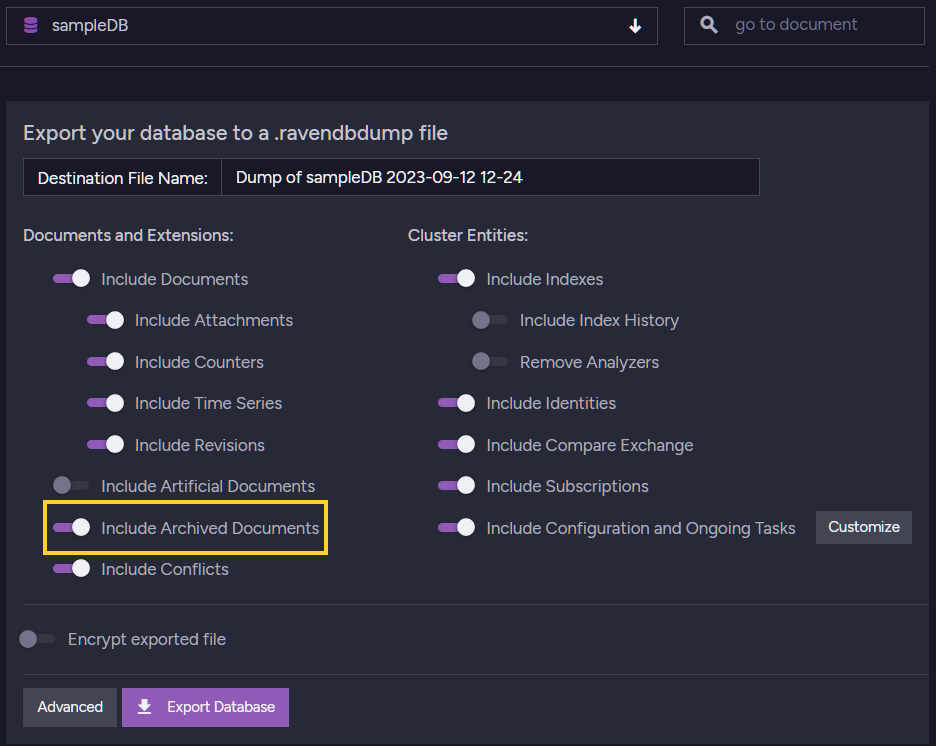 sampleDB
go to document
Export your database to a .ravendbdump file
Destination File Name: Dump of sampleDB 2023-09-12 12-24
Documents and Extensions:
Include Documents
Include Attachments
Include Counters
Include Time Series
Include Revisions
Include Artificial Documents
Include Archived Documents
Include Conflicts
Cluster Entities:
Include Indexes
Include Index History
Remove Analyzers
Include Identities
Include Compare Exchange
Include Subscriptions
Include Configuration and Ongoing Tasks
Customize
Encrypt exported file
Advanced
Export Database